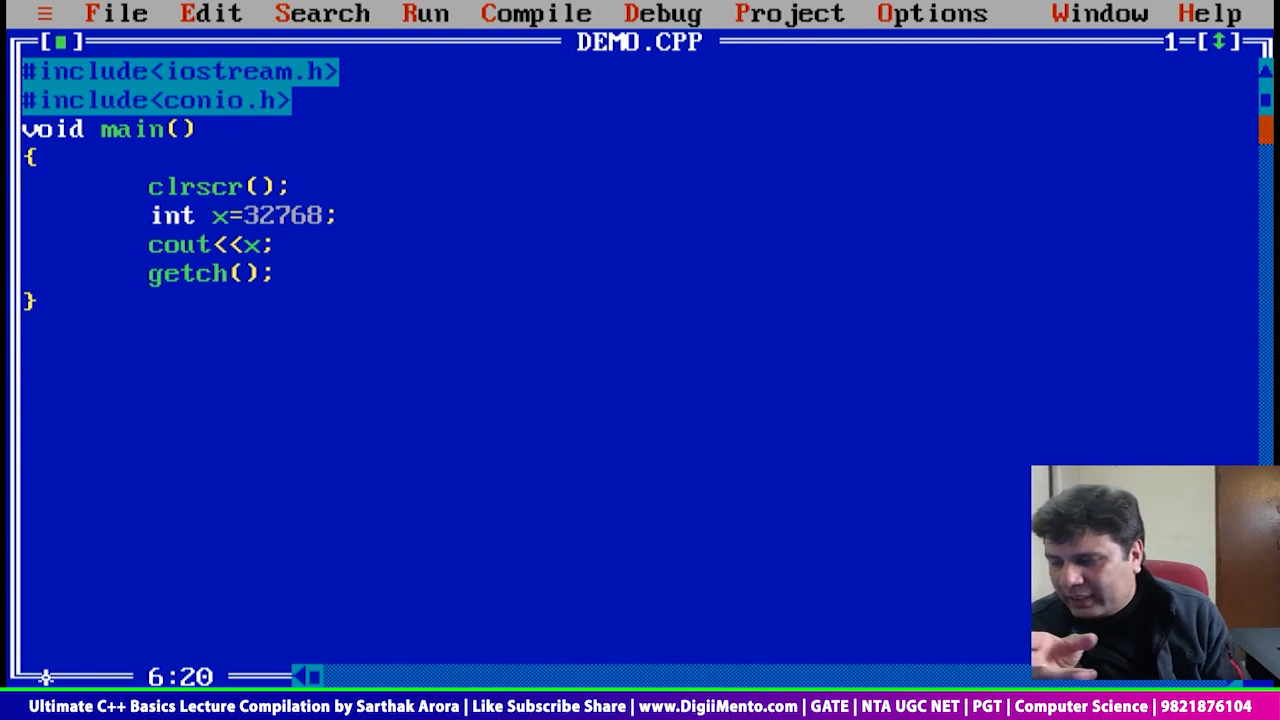 ≡ File Edit Search Run Compile Debug Project Options Window Help
[■] DEMO.CPP 1=[↕]
#include<iostream.h>
#include<conio.h>
void main()
{
clrscr();
int x=32768;
cout<<x;
getch();
}
* 6:20
Ultimate C++ Basics Lecture Compilation by Sarthak Arora | Like Subscribe Share | www.DigiiMento.com | GATE | NTA UGC NET | PGT | Computer Science | 9821876104